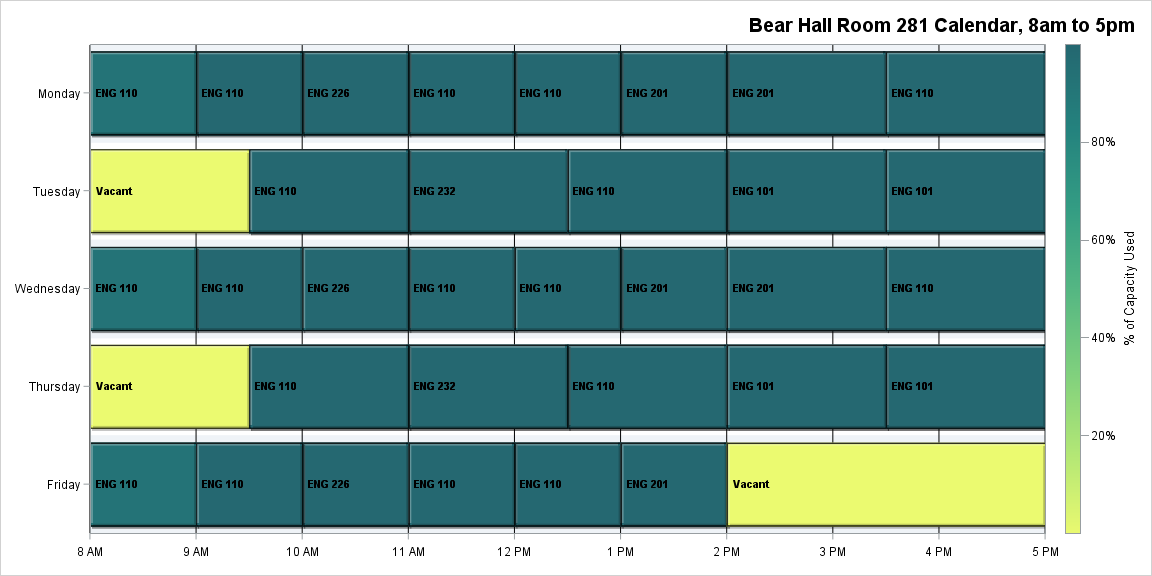 Bear Hall Room 281 Calendar, 8am to 5pm
Monday
ENG 110 ENG 110 ENG 226 ENG 110 ENG 110 ENG 201 ENG 201 ENG 110
Tuesday
Vacant ENG 110 ENG 232 ENG 110 ENG 101 ENG 101
Wednesday
ENG 110 ENG 110 ENG 226 ENG 110 ENG 110 ENG 201 ENG 201 ENG 110
Thursday
Vacant ENG 110 ENG 232 ENG 110 ENG 101 ENG 101
Friday
ENG 110 ENG 110 ENG 226 ENG 110 ENG 110 ENG 201 Vacant
8 AM 9 AM 10 AM 11 AM 12 PM 1 PM 2 PM 3 PM 4 PM 5 PM
80%
60%
40%
20%
% of Capacity Used